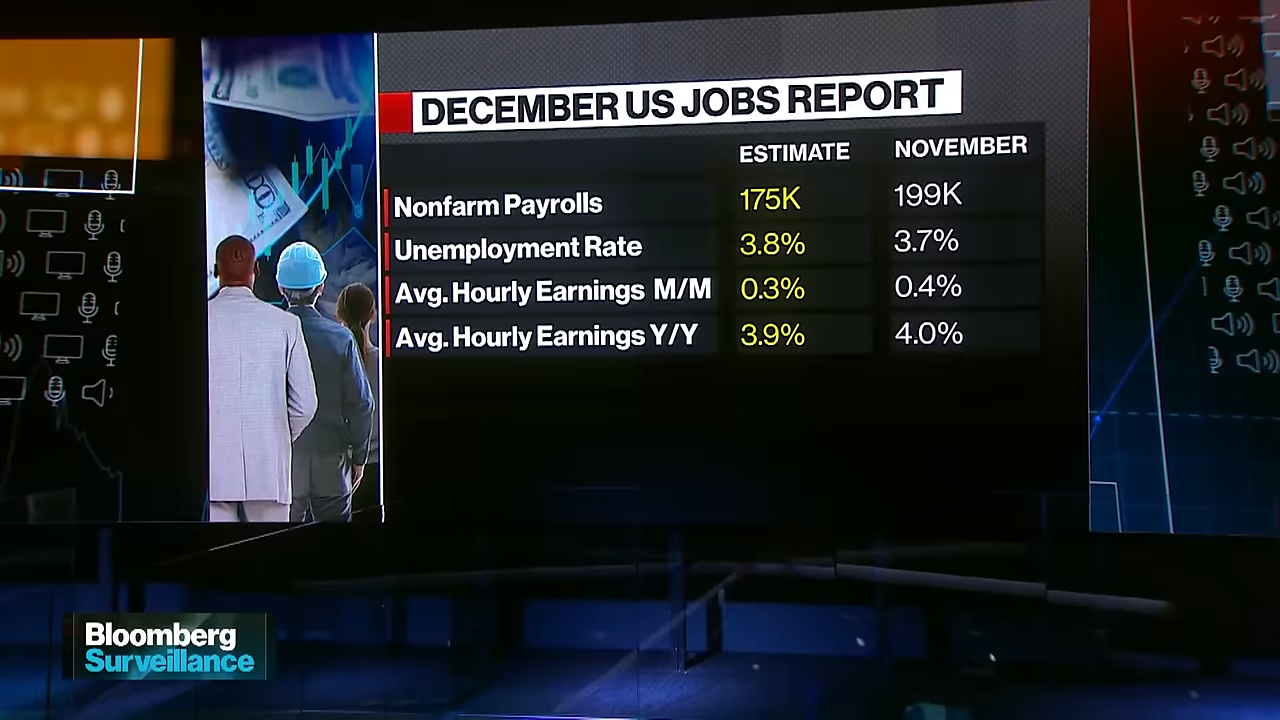 DECEMBER US JOBS REPORT
ESTIMATE NOVEMBER
Nonfarm Payrolls 175K 199K
Unemployment Rate 3.8% 3.7%
Avg. Hourly Earnings M/M 0.3% 0.4%
Avg. Hourly Earnings Y/Y 3.9% 4.0%
Bloomberg
Surveillance